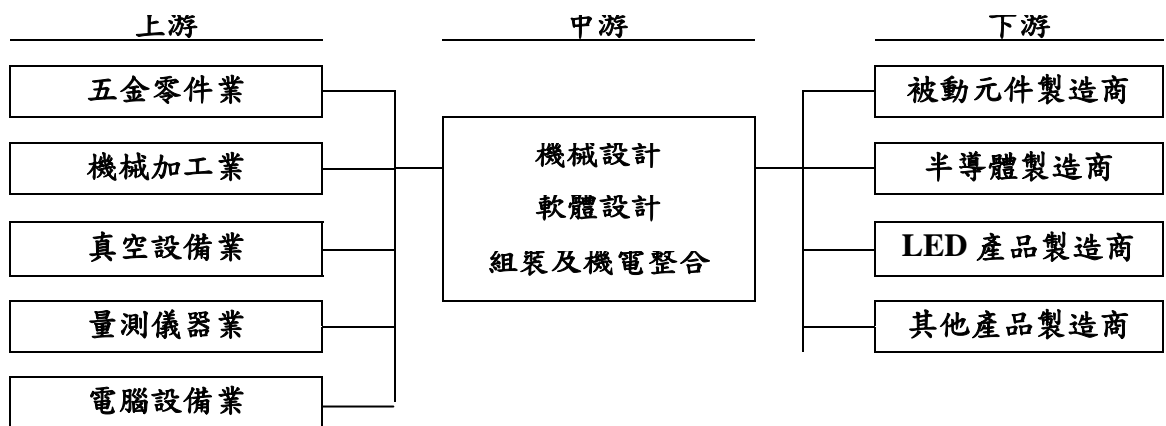 上游
中游
下游
五金零件業
機械加工業
真空設備業
量測儀器業
電腦設備業
機械設計
軟體設計
組裝及機電整合
被動元件製造商
半導體製造商
LED 產品製造商
其他產品製造商